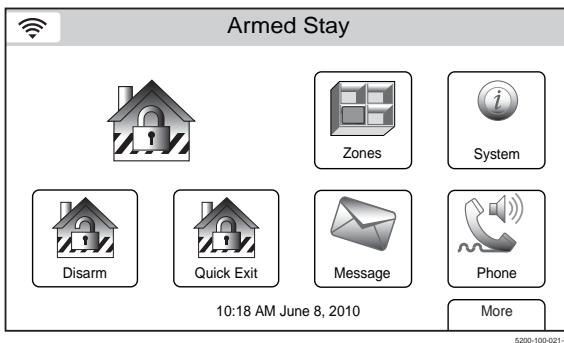 Armed Stay
Zones
System
Disarm
Quick Exit
Message
Phone
10:18 AM June 8, 2010
More